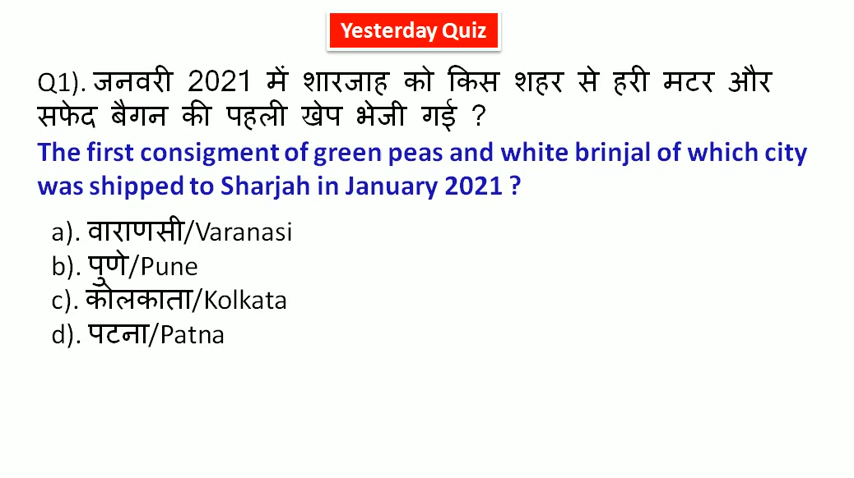 Yesterday Quiz
Q1). जनवरी 2021 में शारजाह को किस शहर से हरी मटर और
सफेद बैगन की पहली खेप भेजी गई ?
The first consigment of green peas and white brinjal of which city
was shipped to Sharjah in January 2021 ?
a). वाराणसी/Varanasi
b). पुणे/Pune
c). कोलकाता/Kolkata
d). पटना/Patna